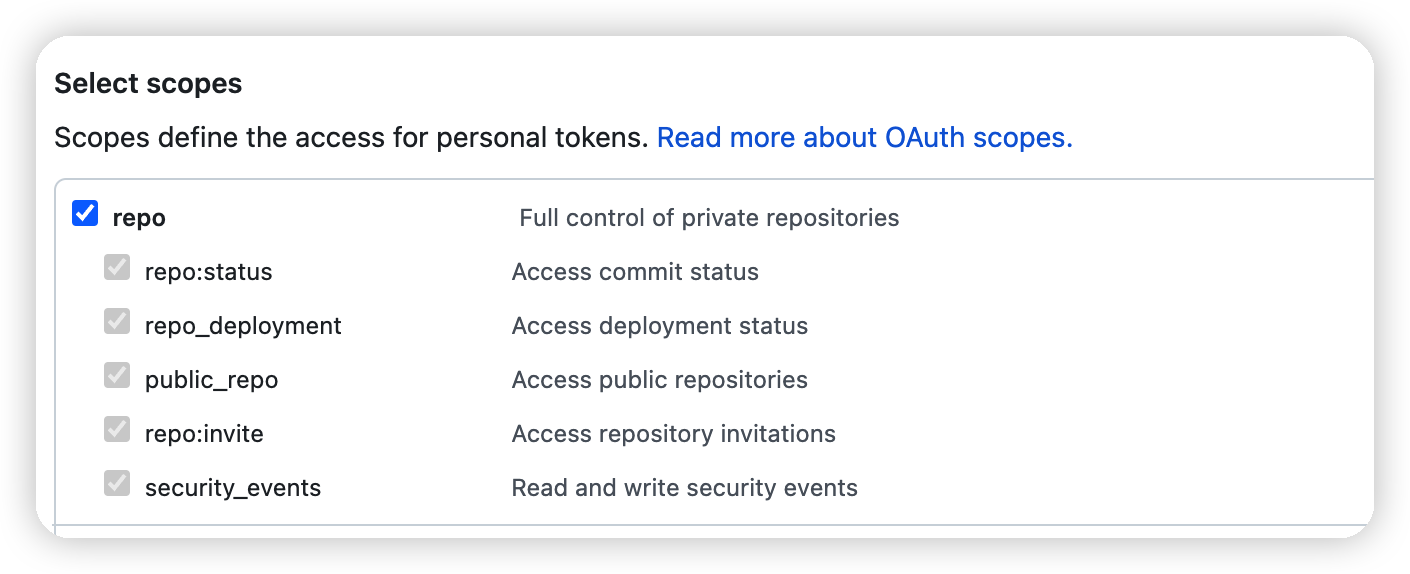 Select scopes
Scopes define the access for personal tokens. Read more about OAuth scopes.
repo Full control of private repositories
repo:status Access commit status
repo_deployment Access deployment status
public_repo Access public repositories
repo:invite Access repository invitations
security_events Read and write security events